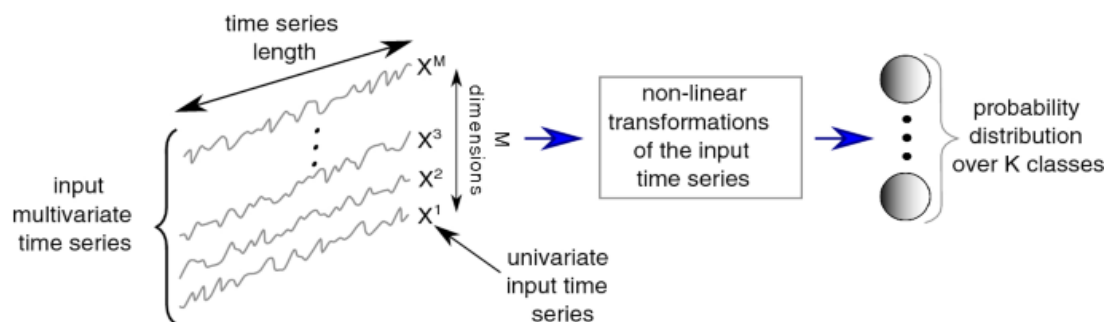 time series
length
X^M
X^3
X^2
X^1
M
dimensions
input
multivariate
time series
univariate
input time
series
non-linear
transformations
of the input
time series
probability
distribution
over K classes